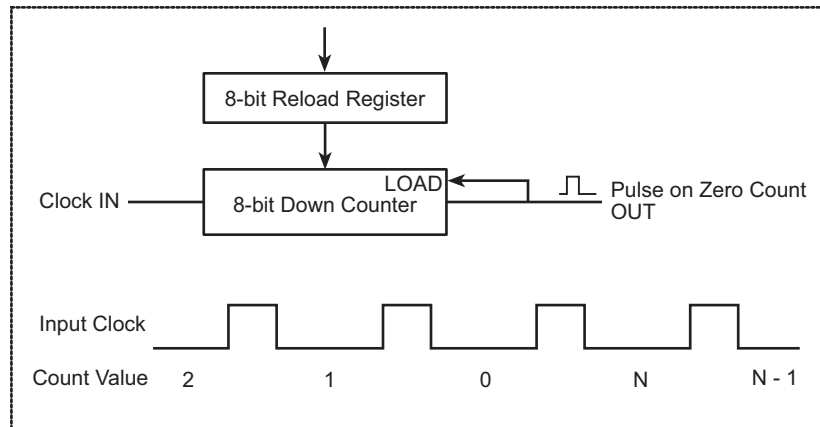 8-bit Reload Register
LOAD
Clock IN
8-bit Down Counter
Pulse on Zero Count
OUT
Input Clock
Count Value 2 1 0 N N - 1